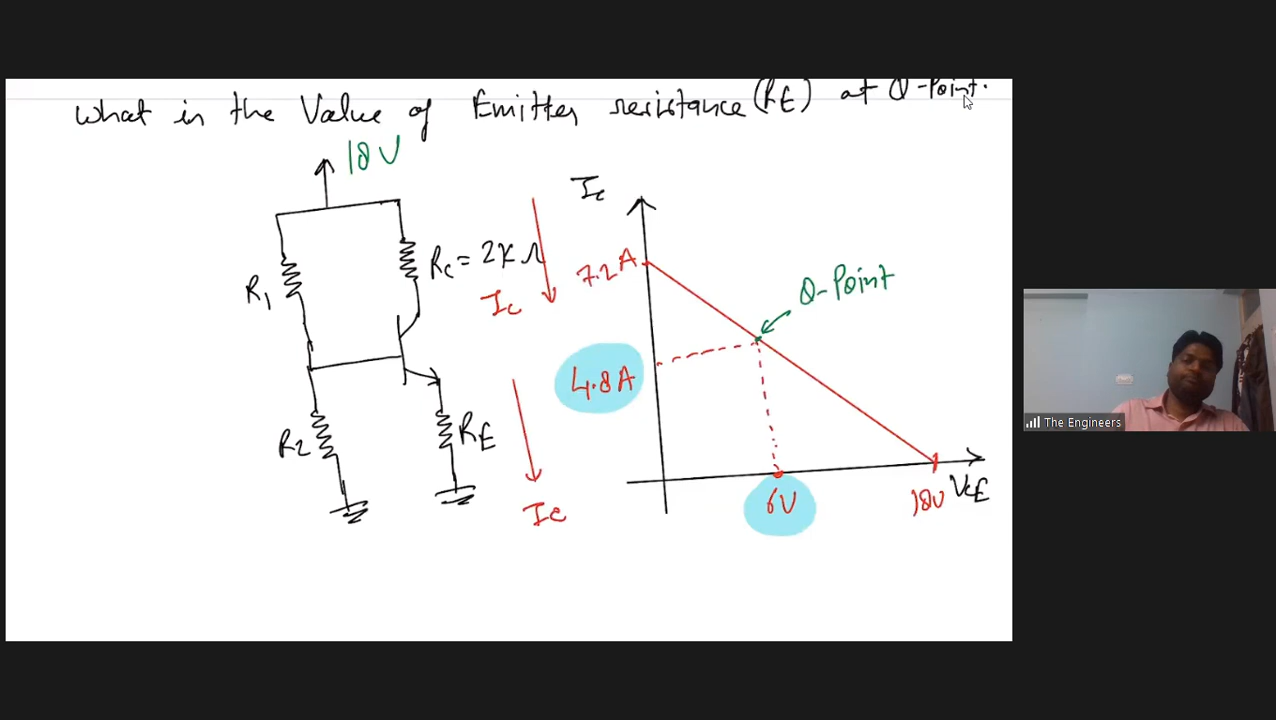 What is the Value of Emitter resistance (RE) at Q-Point.
18V
R1
RC = 2K Ω
IC
R2
RE
IC
Ic
7.2A
Q-Point
4.8A
6V
18V
VCE
The Engineers